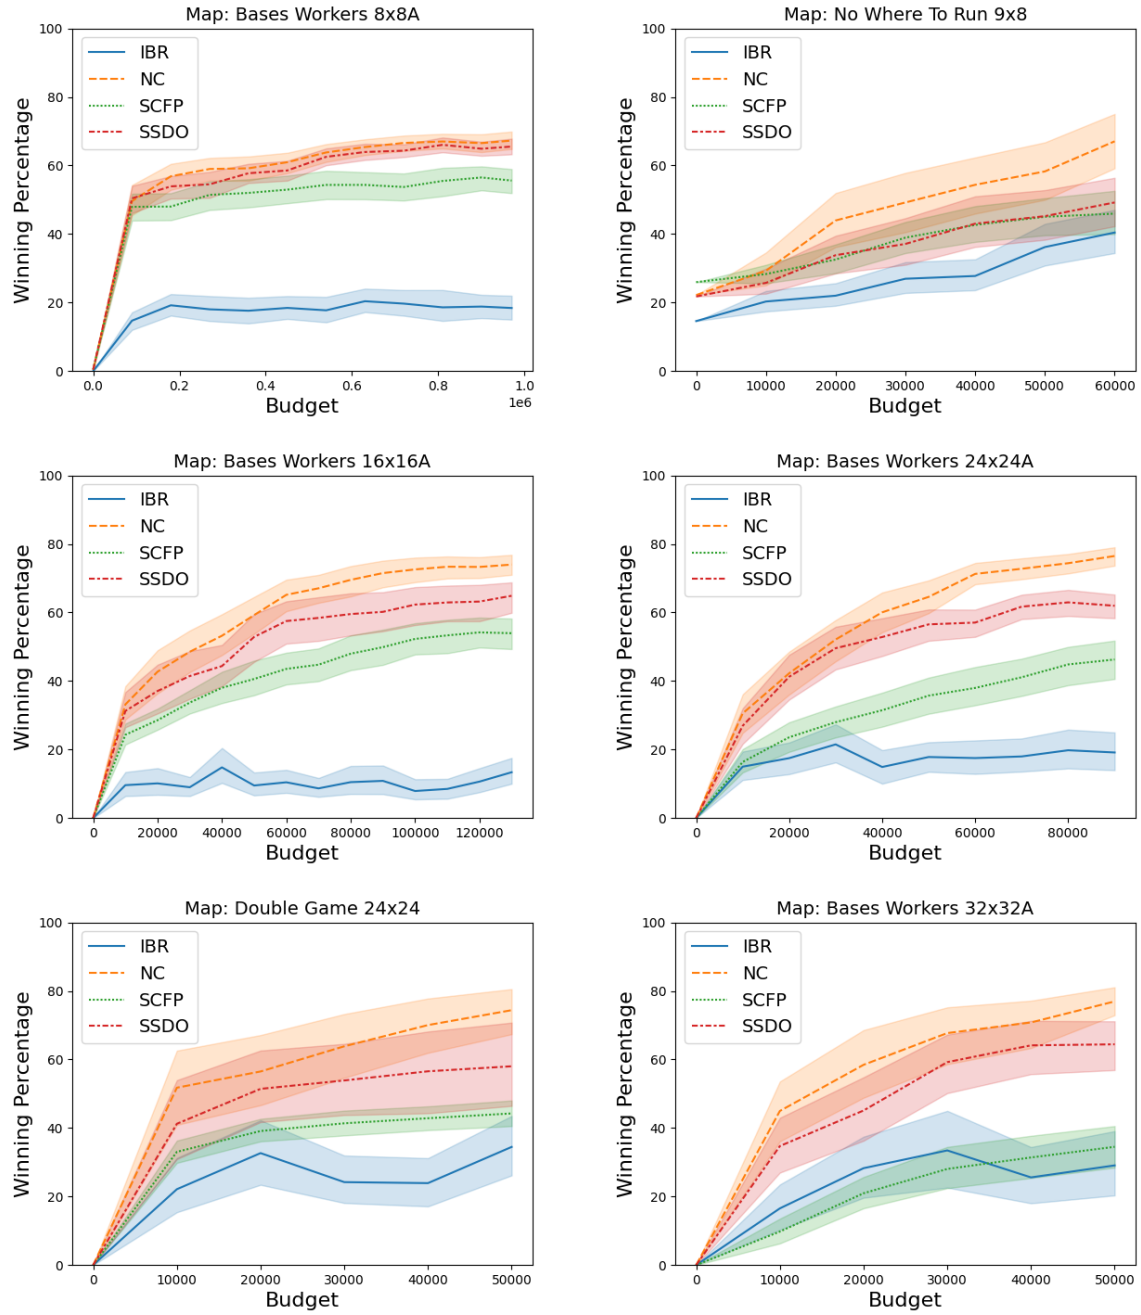 Map: Bases Workers 8x8A
100
80
60
40
20
0
Winning Percentage
IBR
NC
SCFP
SSDO
0.0 0.2 0.4 0.6 0.8 1.0
1e6
Budget
Map: No Where To Run 9x8
100
80
60
40
20
0
Winning Percentage
IBR
NC
SCFP
SSDO
0 10000 20000 30000 40000 50000 60000
Budget
Map: Bases Workers 16x16A
100
80
60
40
20
0
Winning Percentage
IBR
NC
SCFP
SSDO
0 20000 40000 60000 80000 100000 120000
Budget
Map: Bases Workers 24x24A
100
80
60
40
20
0
Winning Percentage
IBR
NC
SCFP
SSDO
0 20000 40000 60000 80000
Budget
Map: Double Game 24x24
100
80
60
40
20
0
Winning Percentage
IBR
NC
SCFP
SSDO
0 10000 20000 30000 40000 50000
Budget
Map: Bases Workers 32x32A
100
80
60
40
20
0
Winning Percentage
IBR
NC
SCFP
SSDO
0 10000 20000 30000 40000 50000
Budget